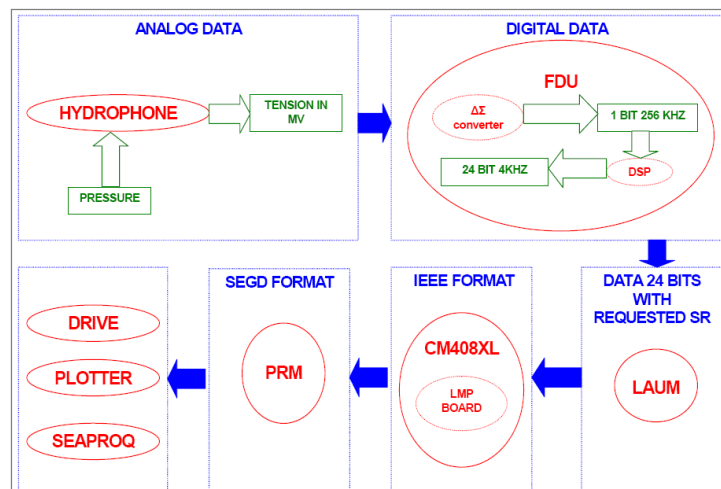 ANALOG DATA
HYDROPHONE
TENSION IN
MV
PRESSURE
DIGITAL DATA
FDU
ΔΣ
converter
1 BIT 256 KHZ
DSP
24 BIT 4KHZ
DATA 24 BITS
WITH
REQUESTED SR
LAUM
IEEE FORMAT
CM408XL
LMP
BOARD
SEGD FORMAT
PRM
DRIVE
PLOTTER
SEAPROQ